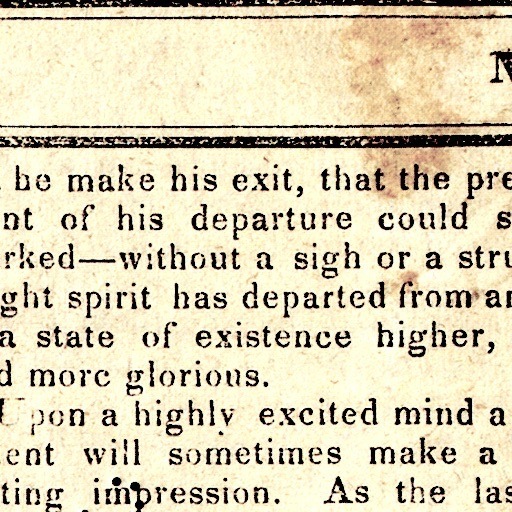 N
he make his exit, that the pre
nt of his departure could s
rked—without a sigh or a stru
ght spirit has departed from an
a state of existence higher,
d more glorious.
Upon a highly excited mind a
ent will sometimes make a
ting impression. As the las